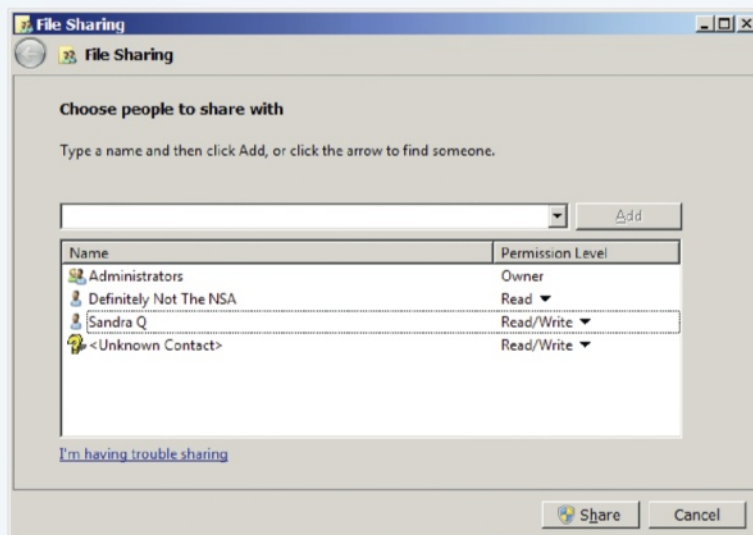 File Sharing
File Sharing
Choose people to share with
Type a name and then click Add, or click the arrow to find someone.
Add
Name Permission Level
Administrators Owner
Definitely Not The NSA Read
Sandra Q Read/Write
<Unknown Contact> Read/Write
I'm having trouble sharing
Share Cancel